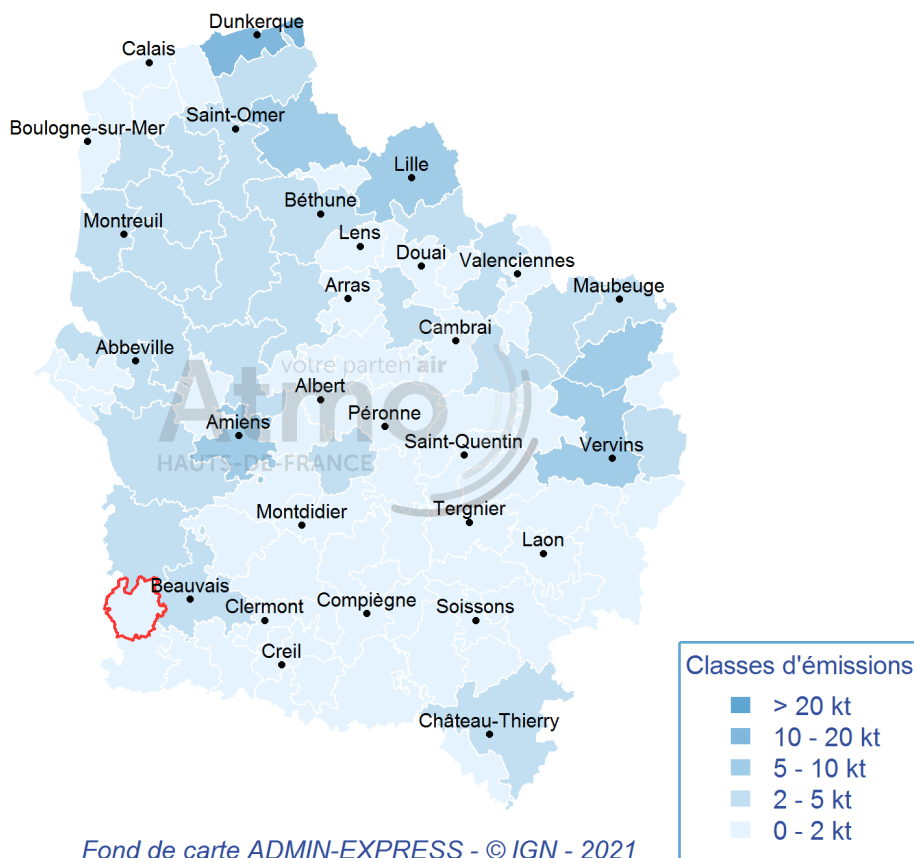 Dunkerque
Calais
Saint-Omer
Boulogne-sur-Mer
Lille
Béthune
Montreuil
Lens
Douai
Valenciennes
Arras
Maubeuge
Cambrai
Abbeville
votre parten'air
Atmo
HAUTS-DE-FRANCE
Albert
Amiens
Péronne
Saint-Quentin
Vervins
Montdidier
Tergnier
Laon
Beauvais
Clermont
Compiègne
Soissons
Creil
Château-Thierry
Classes d'émissions
> 20 kt
10 - 20 kt
5 - 10 kt
2 - 5 kt
0 - 2 kt
Fond de carte ADMIN-EXPRESS - © IGN - 2021